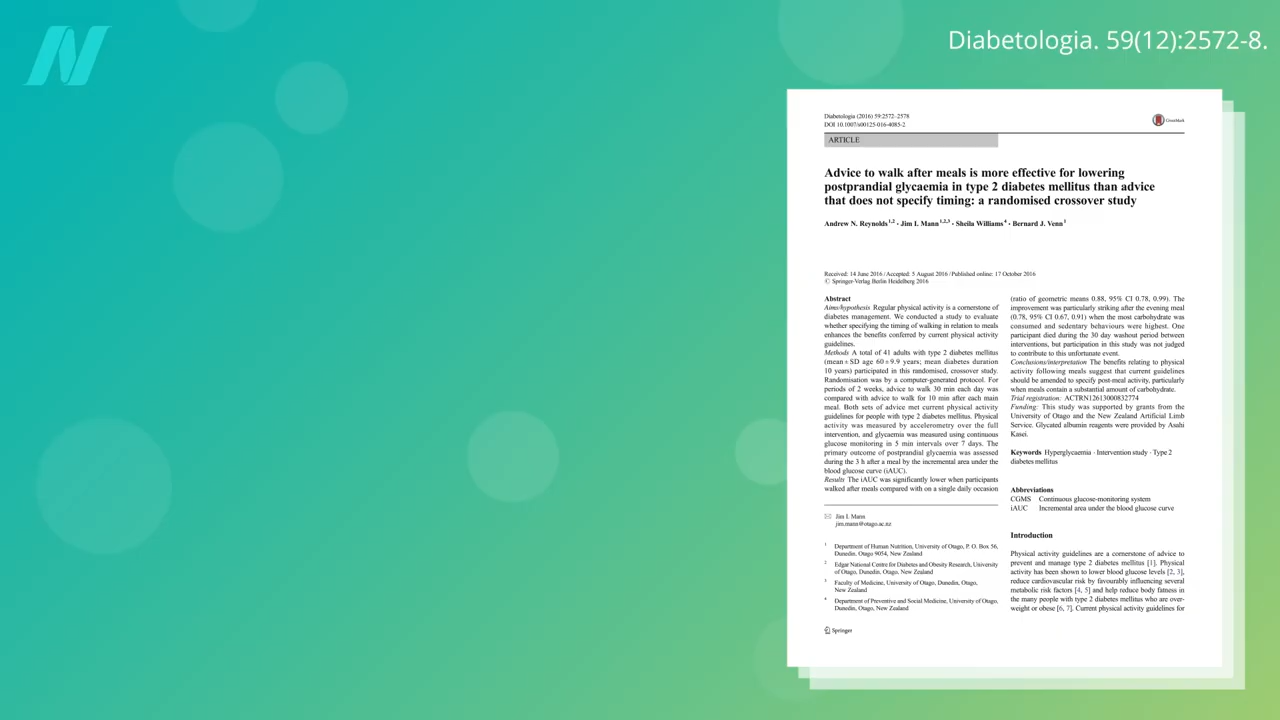 Diabetologia. 59(12):2572-8.
Diabetologia (2016) 59:2572–2578
DOI 10.1007/s00125-016-4085-2
CrossMark
ARTICLE
Advice to walk after meals is more effective for lowering
postprandial glycaemia in type 2 diabetes mellitus than advice
that does not specify timing: a randomised crossover study
Andrew N. Reynolds1,2 · Jim I. Mann1,2,3 · Sheila Williams4 · Bernard J. Venn1
Received: 14 June 2016 / Accepted: 5 August 2016 / Published online: 17 October 2016
© Springer-Verlag Berlin Heidelberg 2016
Abstract
Aims/hypothesis Regular physical activity is a cornerstone of
diabetes management. We conducted a study to evaluate
whether specifying the timing of walking in relation to meals
enhances the benefits conferred by current physical activity
guidelines.
Methods A total of 41 adults with type 2 diabetes mellitus
(mean ± SD age 60 ± 9.9 years; mean diabetes duration
10 years) participated in this randomised, crossover study.
Randomisation was by a computer-generated protocol. For
periods of 2 weeks, advice to walk 30 min each day was
compared with advice to walk for 10 min after each main
meal. Both sets of advice met current physical activity
guidelines for people with type 2 diabetes mellitus. Physical
activity was measured by accelerometry over the full
intervention, and glycaemia was measured using continuous
glucose monitoring in 5 min intervals over 7 days. The
primary outcome of postprandial glycaemia was assessed
during the 3 h after a meal by the incremental area under the
blood glucose curve (iAUC).
Results The iAUC was significantly lower when participants
walked after meals compared with on a single daily occasion
Jim I. Mann
jim.mann@otago.ac.nz
1 Department of Human Nutrition, University of Otago, P. O. Box 56,
Dunedin, Otago 9054, New Zealand
2 Edgar National Centre for Diabetes and Obesity Research, University
of Otago, Dunedin, Otago, New Zealand
3 Faculty of Medicine, University of Otago, Dunedin, Otago,
New Zealand
4 Department of Preventive and Social Medicine, University of Otago,
Dunedin, Otago, New Zealand
Springer
(ratio of geometric means 0.88, 95% CI 0.78, 0.99). The
improvement was particularly striking after the evening meal
(0.78, 95% CI 0.67, 0.91) when the most carbohydrate was
consumed and sedentary behaviours were highest. One
participant died during the 30 day washout period between
interventions, but participation in this study was not judged
to contribute to this unfortunate event.
Conclusions/interpretation The benefits relating to physical
activity following meals suggest that current guidelines
should be amended to specify post-meal activity, particularly
when meals contain a substantial amount of carbohydrate.
Trial registration: ACTRN12613000832774
Funding: This study was supported by grants from the
University of Otago and the New Zealand Artificial Limb
Service. Glycated albumin reagents were provided by Asahi
Kasei.
Keywords Hyperglycaemia · Intervention study · Type 2
diabetes mellitus
Abbreviations
CGMS Continuous glucose-monitoring system
iAUC Incremental area under the blood glucose curve
Introduction
Physical activity guidelines are a cornerstone of advice to
prevent and manage type 2 diabetes mellitus [1]. Physical
activity has been shown to lower blood glucose levels [2, 3],
reduce cardiovascular risk by favourably influencing several
metabolic risk factors [4, 5] and help reduce body fatness in
the many people with type 2 diabetes mellitus who are over-
weight or obese [6, 7]. Current physical activity guidelines for